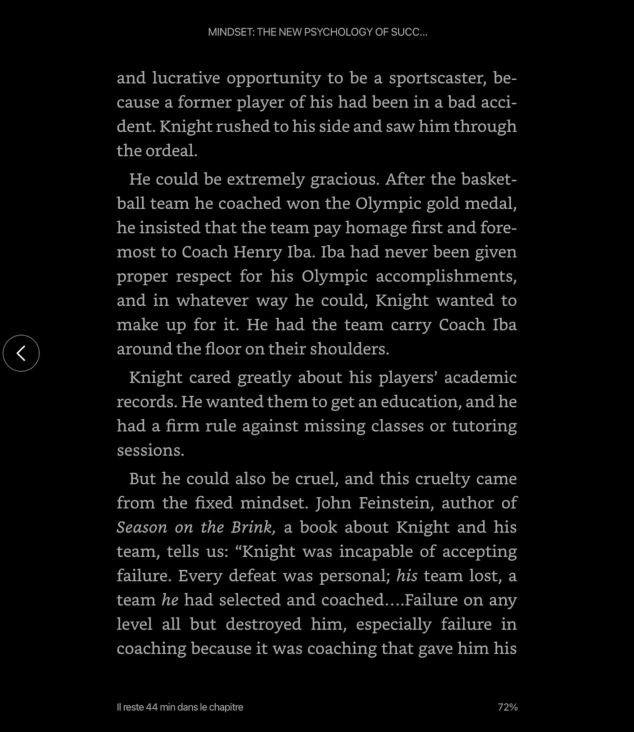 MINDSET: THE NEW PSYCHOLOGY OF SUCC...
and lucrative opportunity to be a sportscaster, be-
cause a former player of his had been in a bad acci-
dent. Knight rushed to his side and saw him through
the ordeal.
He could be extremely gracious. After the basket-
ball team he coached won the Olympic gold medal,
he insisted that the team pay homage first and fore-
most to Coach Henry Iba. Iba had never been given
proper respect for his Olympic accomplishments,
and in whatever way he could, Knight wanted to
make up for it. He had the team carry Coach Iba
around the floor on their shoulders.
Knight cared greatly about his players’ academic
records. He wanted them to get an education, and he
had a firm rule against missing classes or tutoring
sessions.
But he could also be cruel, and this cruelty came
from the fixed mindset. John Feinstein, author of
Season on the Brink, a book about Knight and his
team, tells us: “Knight was incapable of accepting
failure. Every defeat was personal; his team lost, a
team he had selected and coached....Failure on any
level all but destroyed him, especially failure in
coaching because it was coaching that gave him his
Il reste 44 min dans le chapitre
72%